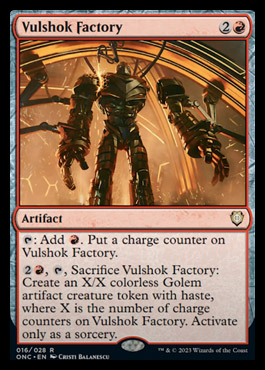 Vulshok Factory 2R
Artifact
T: Add R. Put a charge counter on
Vulshok Factory.
2R, T, Sacrifice Vulshok Factory:
Create an X/X colorless Golem
artifact creature token with haste,
where X is the number of charge
counters on Vulshok Factory. Activate
only as a sorcery.
016/028 R
ONC • EN CRISTI BALANESCU
™ & © 2023 Wizards of the Coast